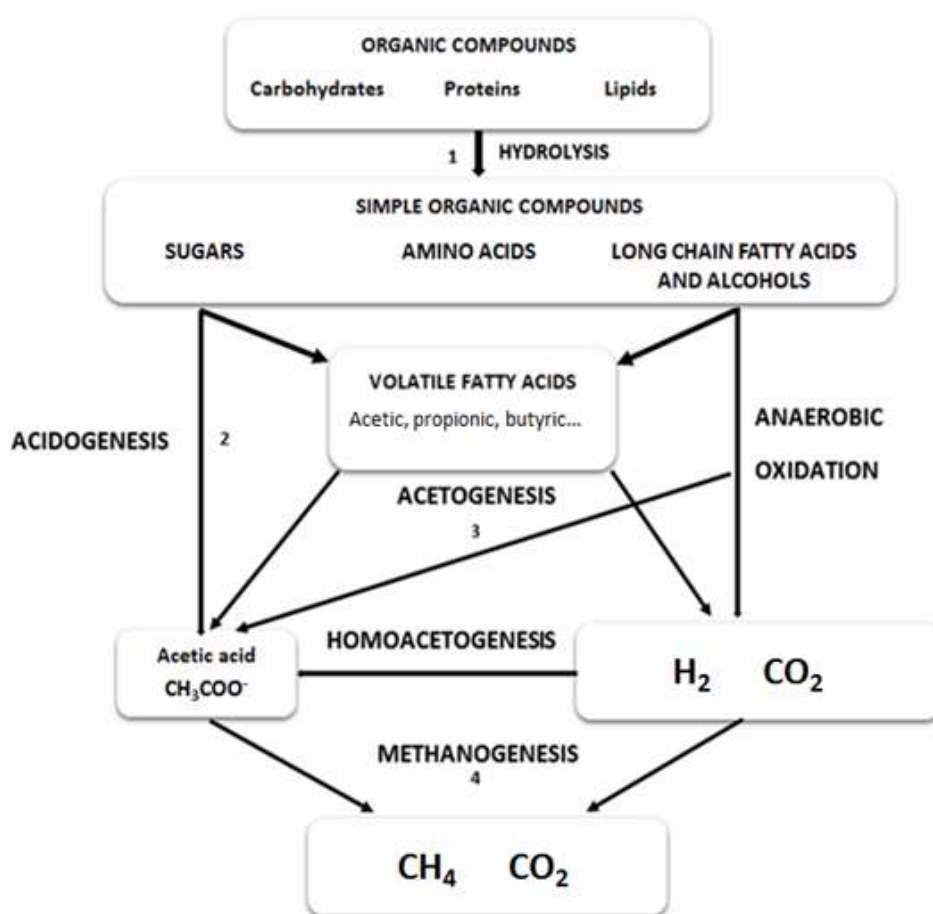 ORGANIC COMPOUNDS
Carbohydrates Proteins Lipids
1 HYDROLYSIS
SIMPLE ORGANIC COMPOUNDS
SUGARS AMINO ACIDS LONG CHAIN FATTY ACIDS
AND ALCOHOLS
VOLATILE FATTY ACIDS
Acetic, propionic, butyric...
ACIDOGENESIS 2
ANAEROBIC
OXIDATION
ACETOGENESIS
3
HOMOACETOGENESIS
Acetic acid
CH₃COO⁻
H₂ CO₂
METHANOGENESIS
4
CH₄ CO₂